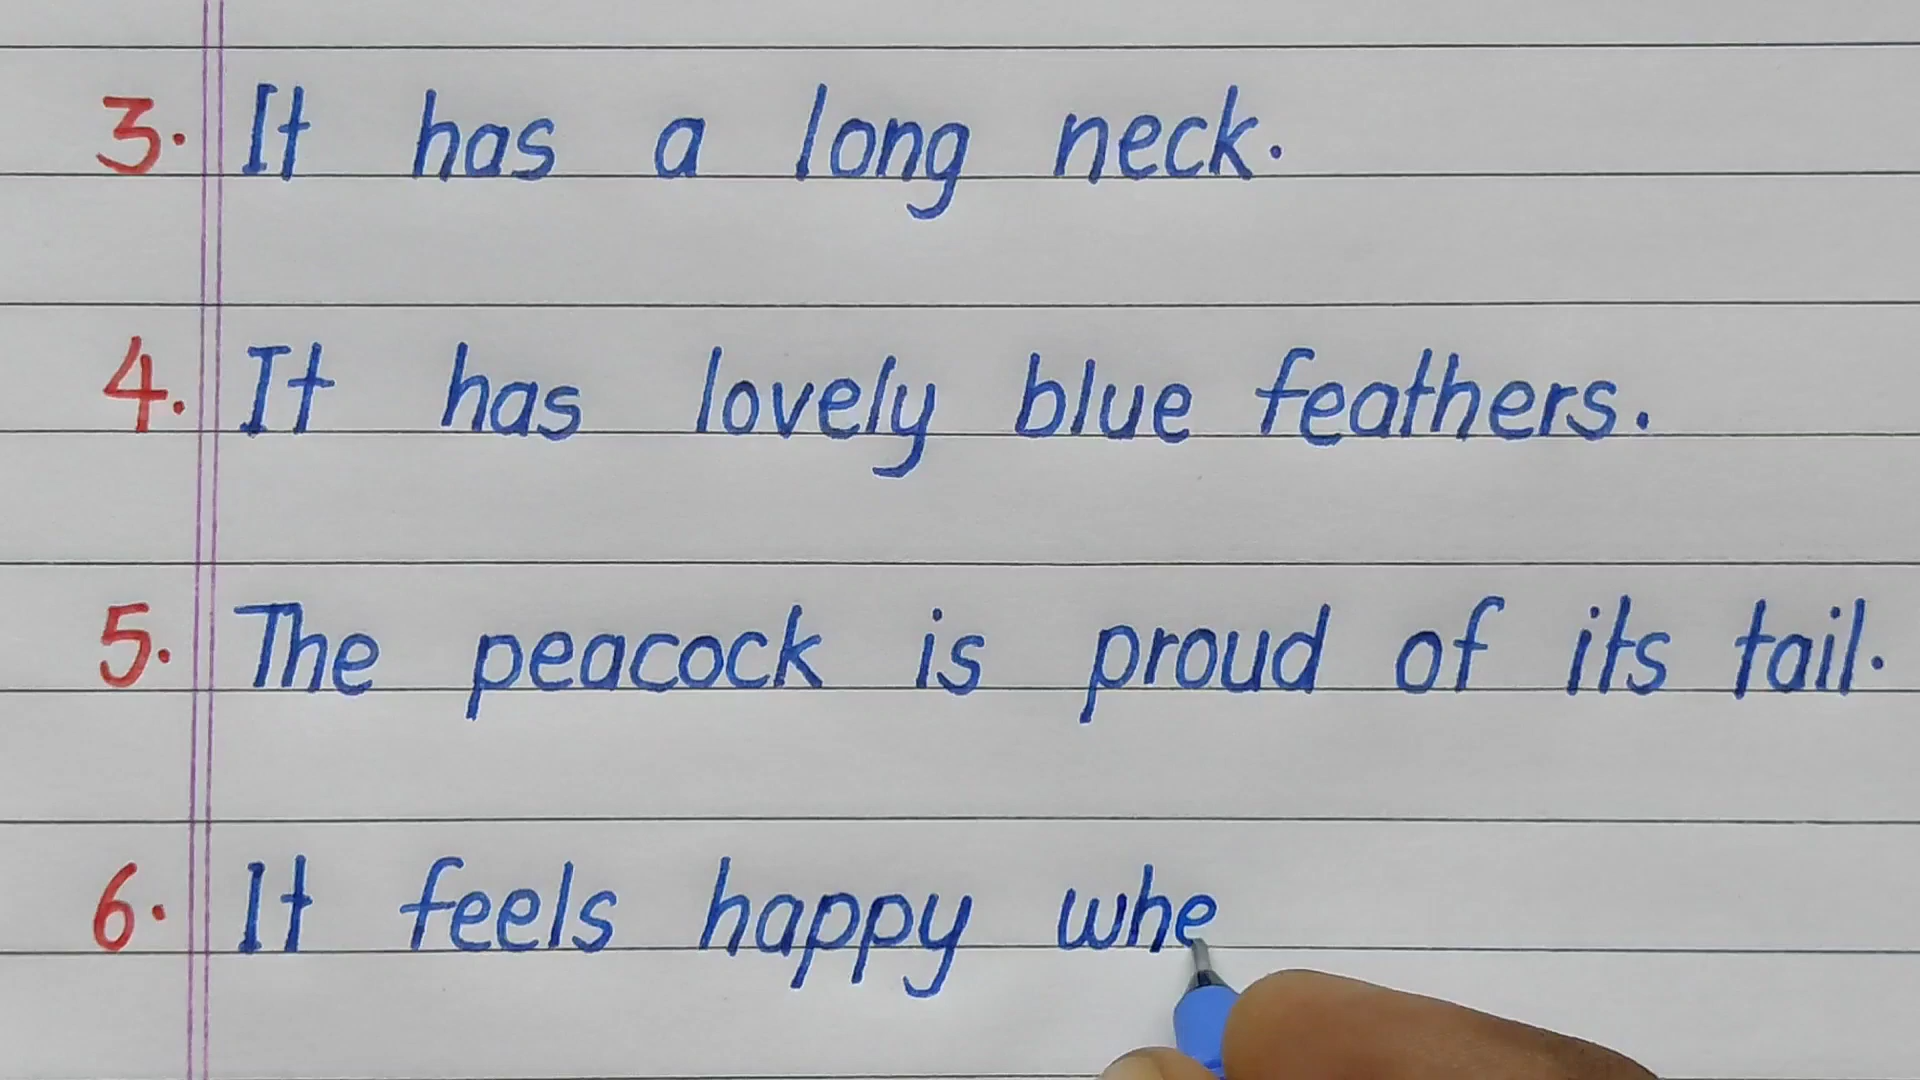 3. It has a long neck.
4. It has lovely blue feathers.
5. The peacock is proud of its tail.
6. It feels happy whe